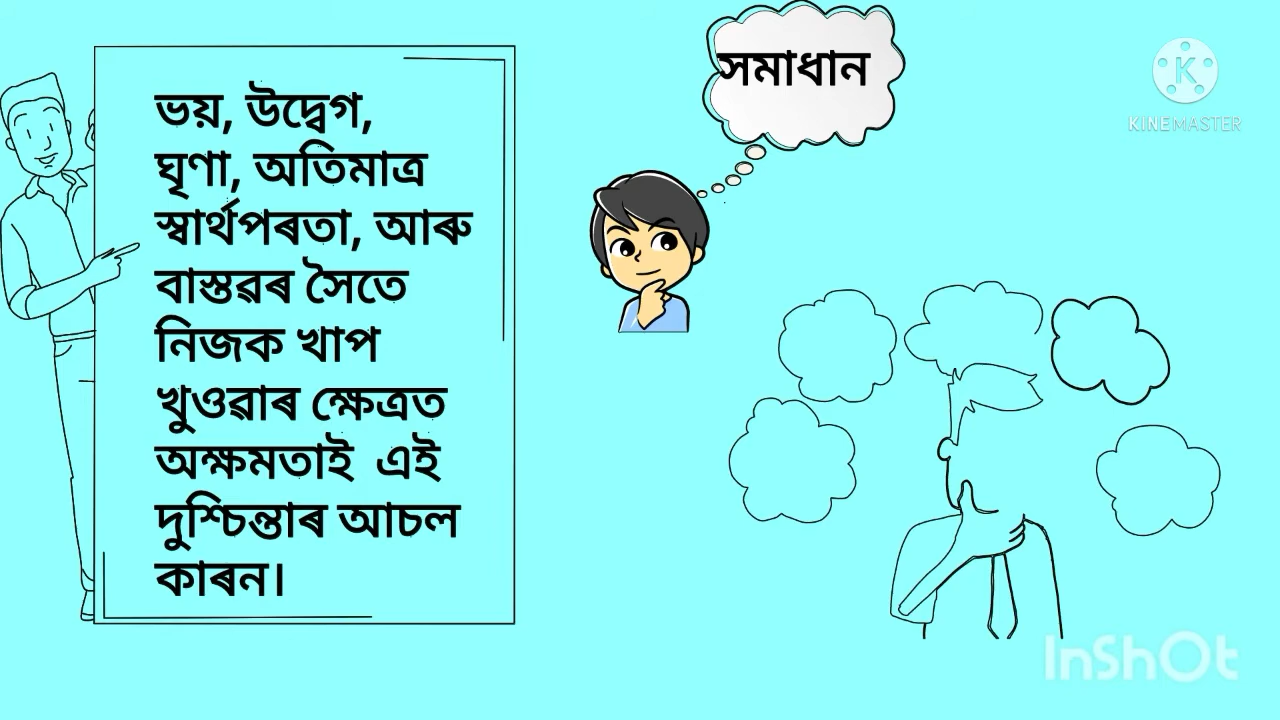 ভয়, উদ্বেগ,
ঘৃণা, অতিমাত্ৰ
স্বাৰ্থপৰতা, আৰু
বাস্তৱৰ সৈতে
নিজক খাপ
খুওৱাৰ ক্ষেত্ৰত
অক্ষমতাই এই
দুশ্চিন্তাৰ আচল
কাৰন।
সমাধান
K
KINEMASTER
InShOt